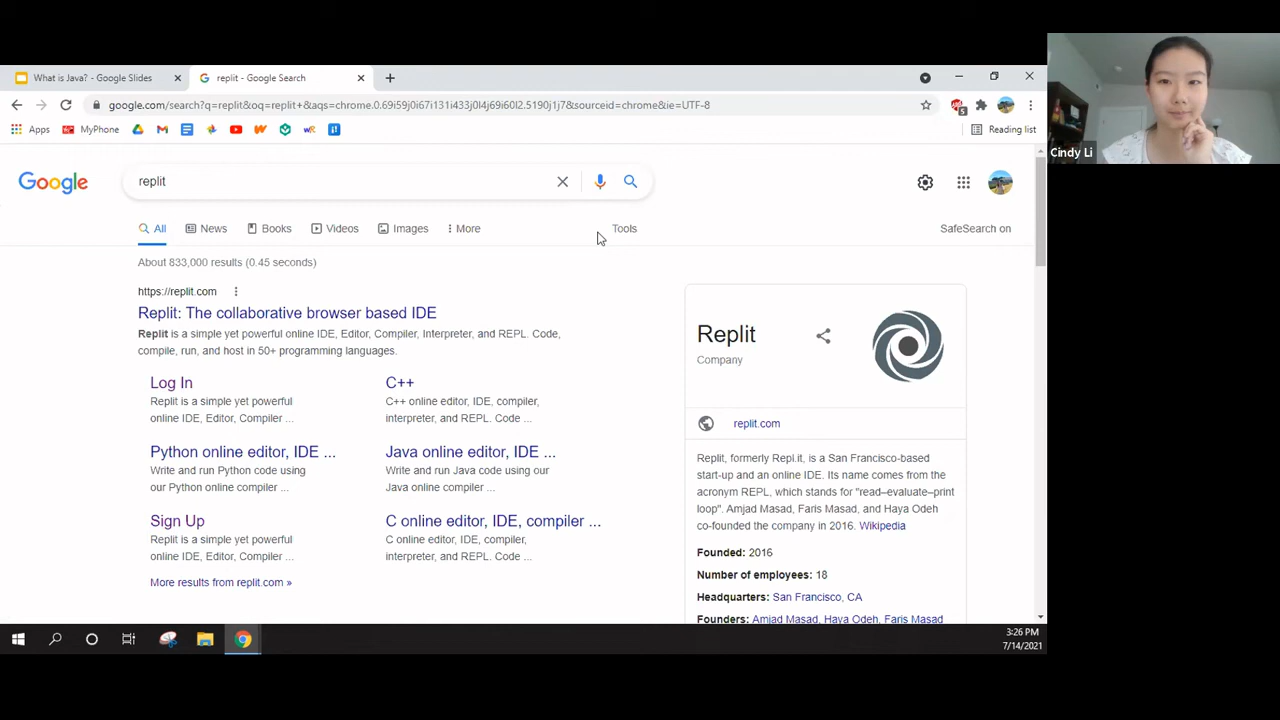 What is Java? - Google Slides
replit - Google Search
google.com/search?q=replit&oq=replit+&aqs=chrome.0.69i59j0i67i131i433j0l4j69i60l2.5190j1j7&sourceid=chrome&ie=UTF-8
5
Apps
MyPhone
Reading list
Cindy Li
Google
replit
All
News
Books
Videos
Images
More
Tools
SafeSearch on
About 833,000 results (0.45 seconds)
https://replit.com
Replit: The collaborative browser based IDE
Replit is a simple yet powerful online IDE, Editor, Compiler, Interpreter, and REPL. Code,
compile, run, and host in 50+ programming languages.
Log In
Replit is a simple yet powerful
online IDE, Editor, Compiler ...
C++
C++ online editor, IDE, compiler,
interpreter, and REPL. Code ...
Python online editor, IDE ...
Write and run Python code using
our Python online compiler ...
Java online editor, IDE ...
Write and run Java code using our
Java online compiler ...
Sign Up
Replit is a simple yet powerful
online IDE, Editor, Compiler ...
C online editor, IDE, compiler ...
C online editor, IDE, compiler,
interpreter, and REPL. Code ...
More results from replit.com »
Replit
Company
replit.com
Replit, formerly Repl.it, is a San Francisco-based
start-up and an online IDE. Its name comes from the
acronym REPL, which stands for "read–evaluate–print
loop". Amjad Masad, Faris Masad, and Haya Odeh
co-founded the company in 2016. Wikipedia
Founded: 2016
Number of employees: 18
Headquarters: San Francisco, CA
Founders: Amjad Masad, Haya Odeh, Faris Masad
3:26 PM
7/14/2021